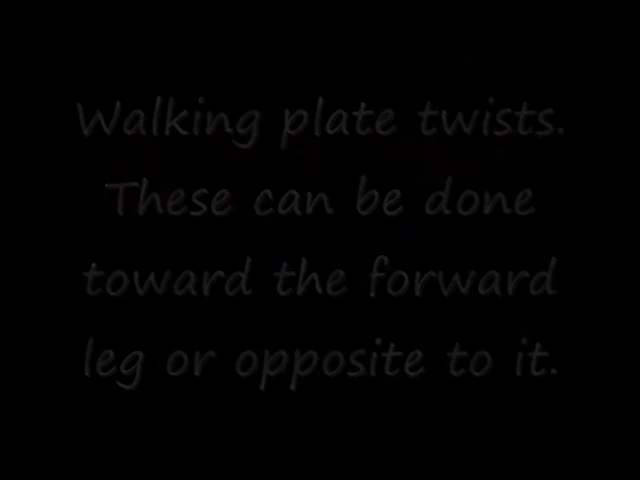 Walking plate twists.
These can be done
toward the forward
leg or opposite to it.